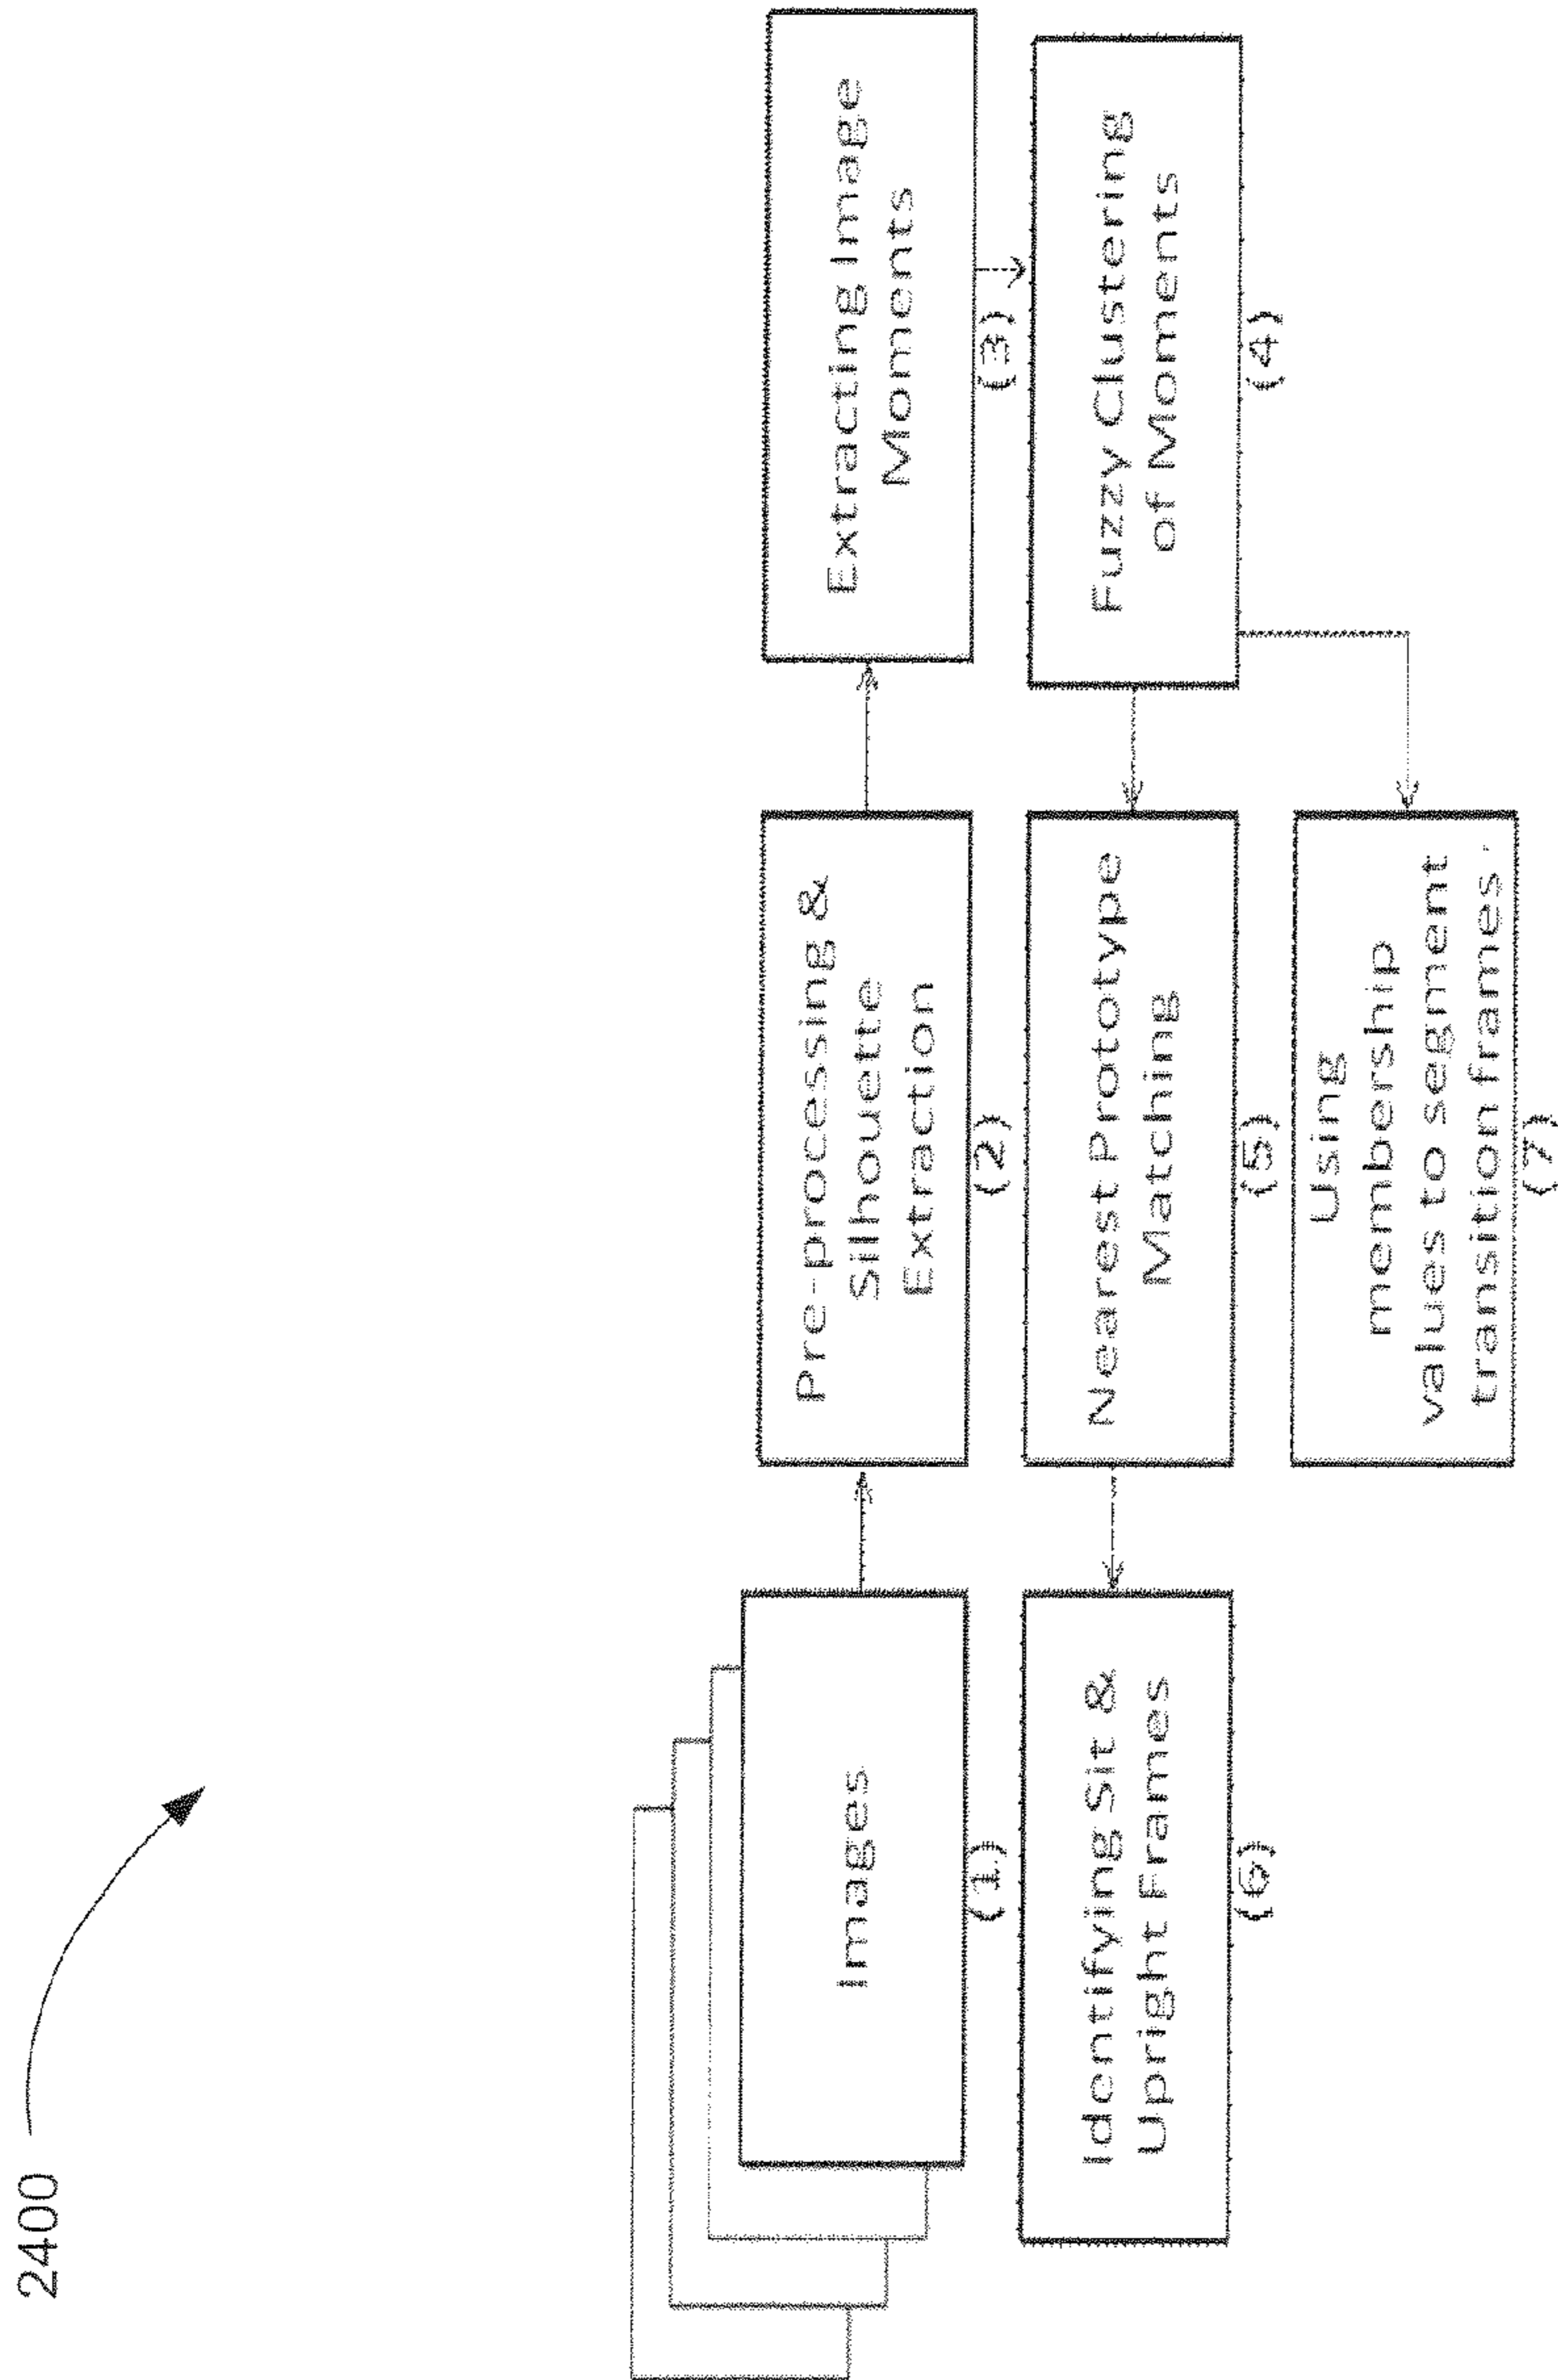 2400
Images
(1)
Pre-processing &
Silhouette
Extraction
(2)
Extracting Image
Moments
(3)
Fuzzy Clustering
of Moments
(4)
Nearest Prototype
Matching
(5)
Identifying Sit &
Upright Frames
(6)
Using
membership
values to segment
transition frames
(7)